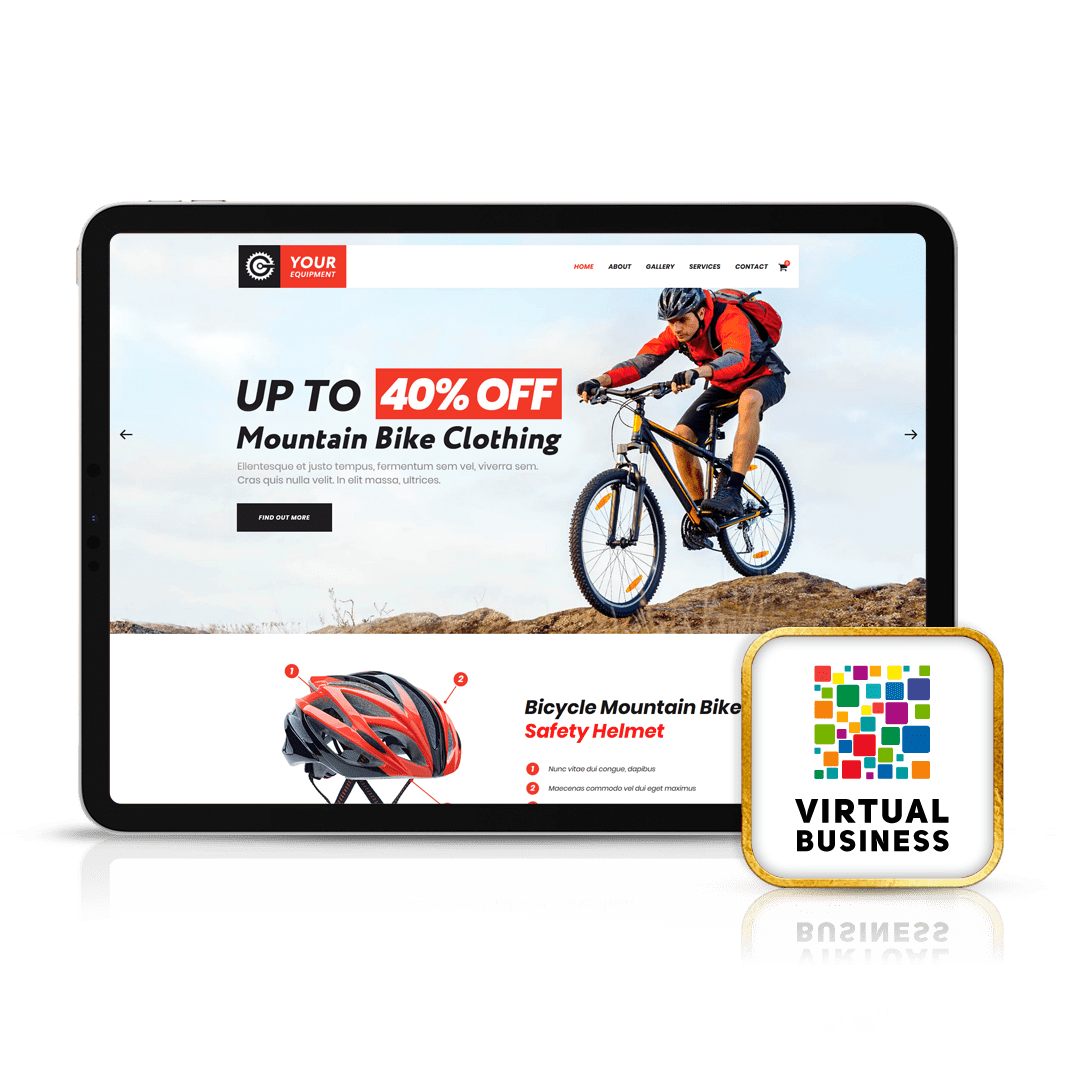 YOUR
EQUIPMENT
HOME ABOUT GALLERY SERVICES CONTACT
UP TO 40% OFF
Mountain Bike Clothing
Ellentesque et justo tempus, fermentum sem vel, viverra sem.
Cras quis nulla velit. In elit massa, ultrices.
FIND OUT MORE
1
2
Bicycle Mountain Bike
Safety Helmet
1 Nunc vitae dui congue, dapibus
2 Maecenas commodo vel dui eget maximus
VIRTUAL
BUSINESS